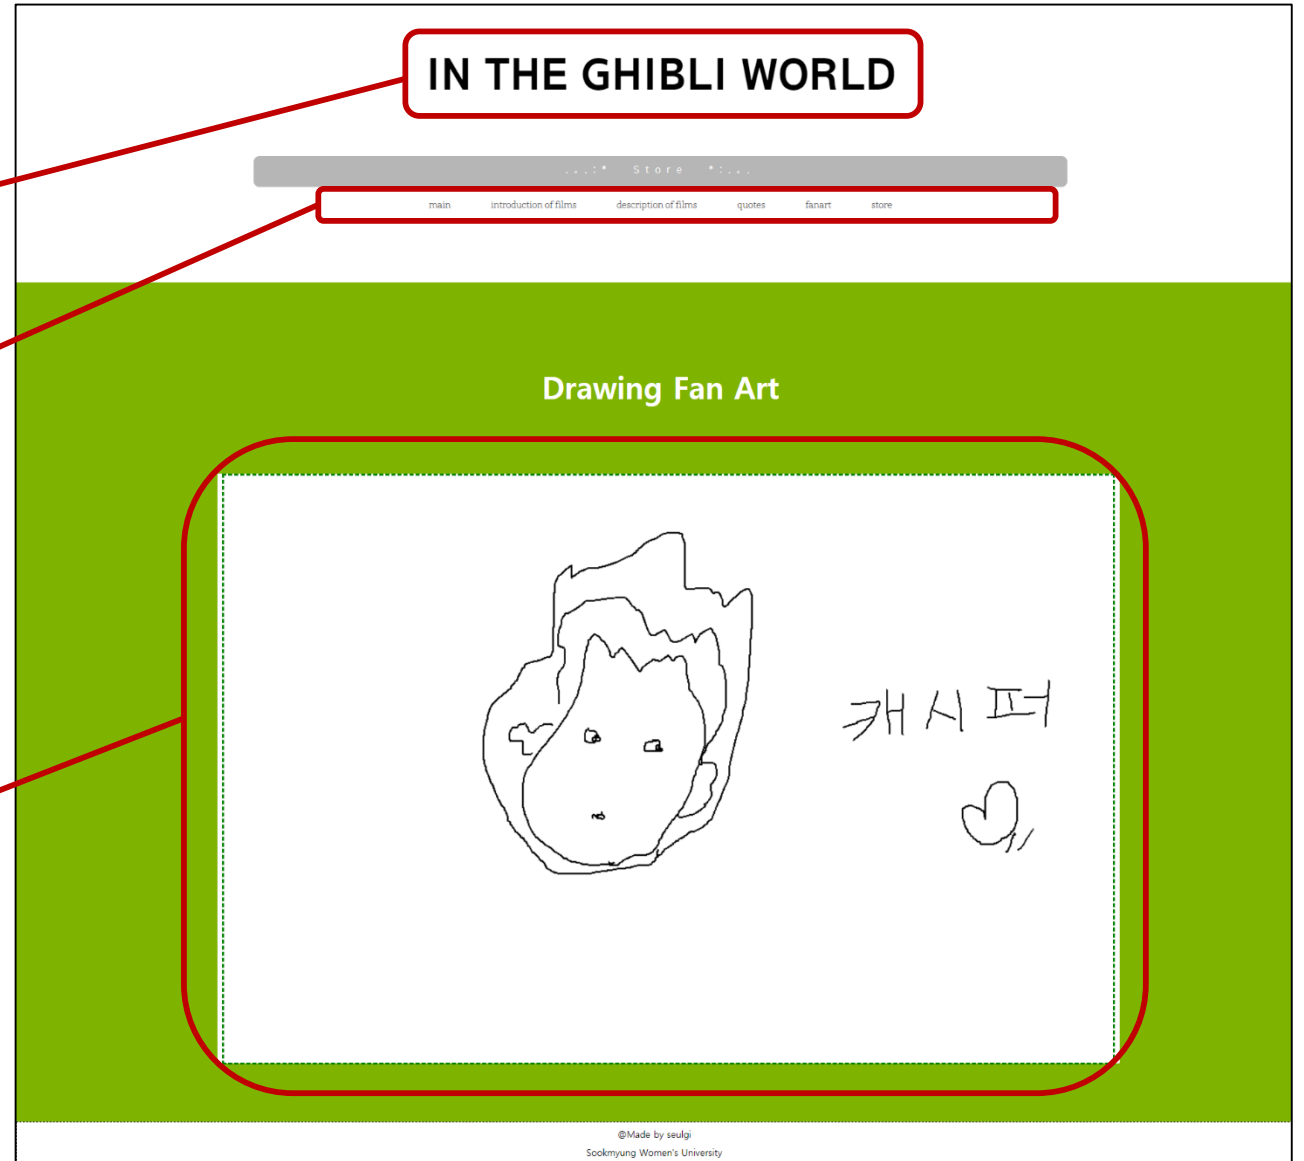 IN THE GHIBLI WORLD
...:* Store *:...
main introduction of films description of films quotes fanart store
Drawing Fan Art
캐시퍼
@Made by seulgi
Sookmyung Women's University